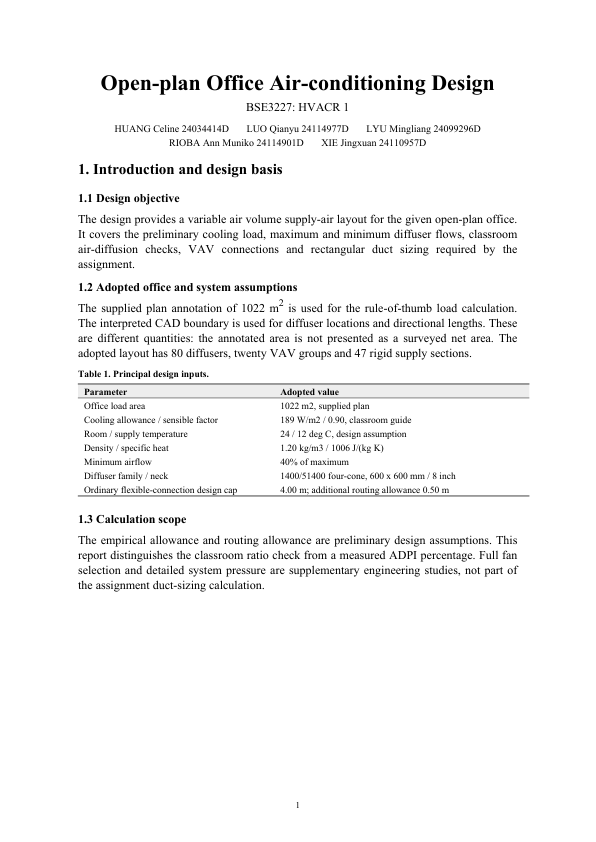 Open-plan Office Air-conditioning Design
BSE3227: HVACR 1
HUANG Celine 24034414D LUO Qianyu 24114977D LYU Mingliang 24099296D
RIOBA Ann Muniko 24114901D XIE Jingxuan 24110957D
1. Introduction and design basis
1.1 Design objective
The design provides a variable air volume supply-air layout for the given open-plan office.
It covers the preliminary cooling load, maximum and minimum diffuser flows, classroom
air-diffusion checks, VAV connections and rectangular duct sizing required by the
assignment.
1.2 Adopted office and system assumptions
The supplied plan annotation of 1022 m2 is used for the rule-of-thumb load calculation.
The interpreted CAD boundary is used for diffuser locations and directional lengths. These
are different quantities: the annotated area is not presented as a surveyed net area. The
adopted layout has 80 diffusers, twenty VAV groups and 47 rigid supply sections.
Table 1. Principal design inputs.
Parameter Adopted value
Office load area 1022 m2, supplied plan
Cooling allowance / sensible factor 189 W/m2 / 0.90, classroom guide
Room / supply temperature 24 / 12 deg C, design assumption
Density / specific heat 1.20 kg/m3 / 1006 J/(kg K)
Minimum airflow 40% of maximum
Diffuser family / neck 1400/51400 four-cone, 600 x 600 mm / 8 inch
Ordinary flexible-connection design cap 4.00 m; additional routing allowance 0.50 m
1.3 Calculation scope
The empirical allowance and routing allowance are preliminary design assumptions. This
report distinguishes the classroom ratio check from a measured ADPI percentage. Full fan
selection and detailed system pressure are supplementary engineering studies, not part of
the assignment duct-sizing calculation.
1